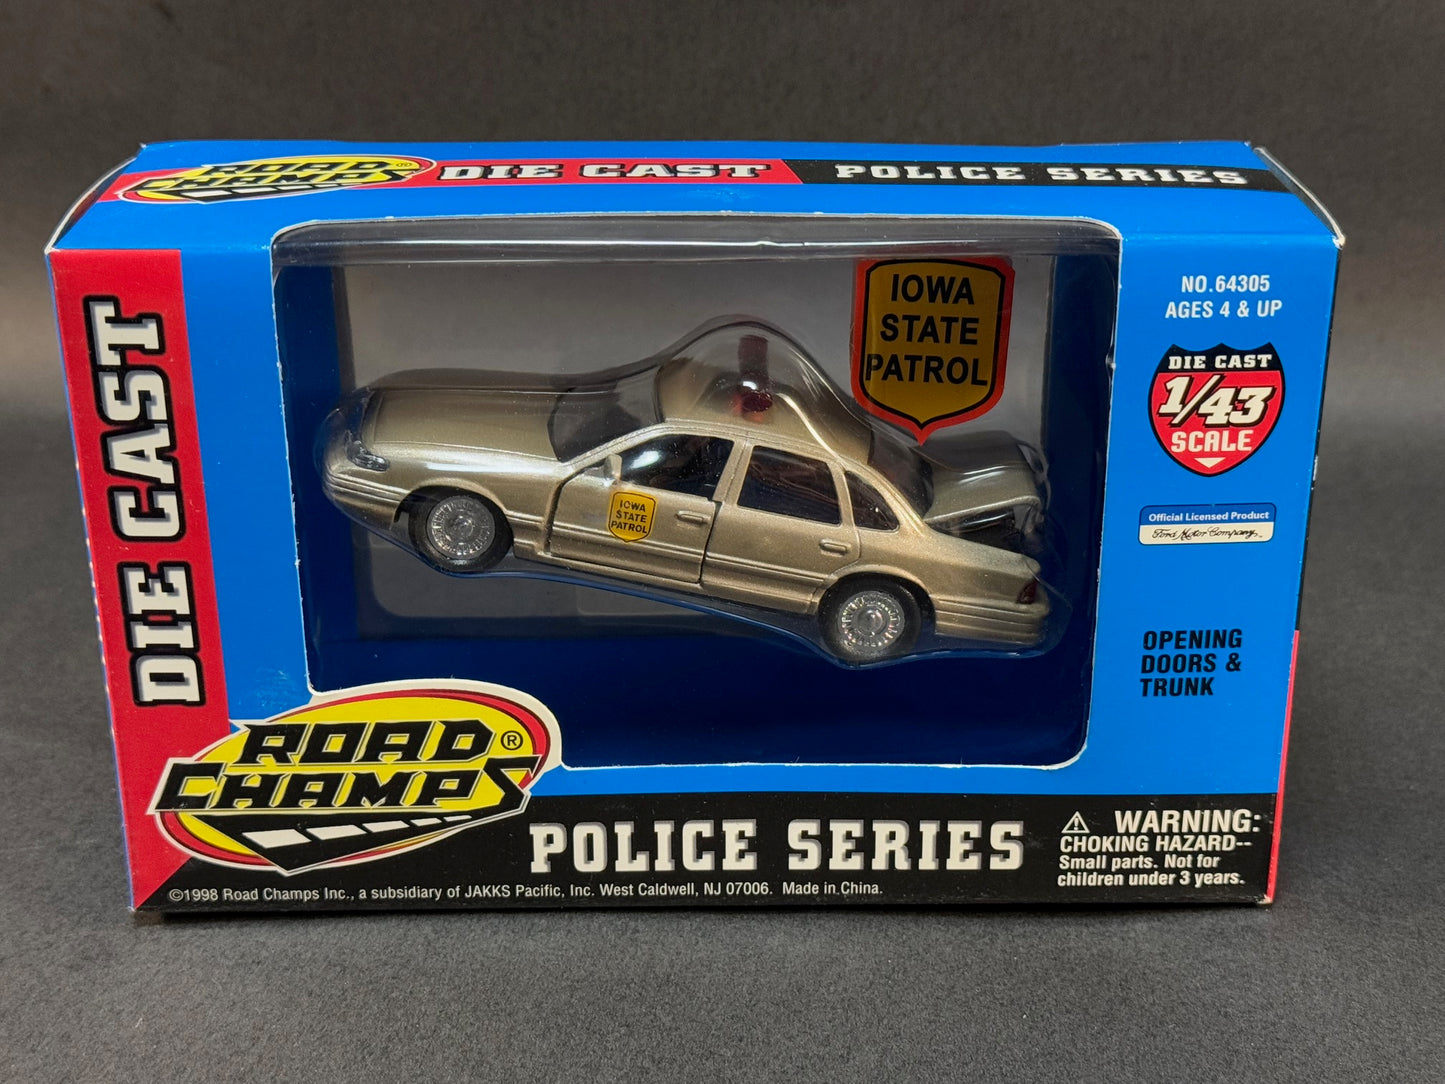 ROAD CHAMPS®
DIE CAST
POLICE SERIES
DIE CAST
IOWA
STATE
PATROL
NO.64305
AGES 4 & UP
DIE CAST
1/43
SCALE
IOWA
STATE
PATROL
Official Licensed Product
Ford Motor Company
OPENING
DOORS &
TRUNK
ROAD®
CHAMPS
POLICE SERIES
⚠ WARNING:
CHOKING HAZARD--
Small parts. Not for
children under 3 years.
©1998 Road Champs Inc., a subsidiary of JAKKS Pacific, Inc. West Caldwell, NJ 07006. Made in China.